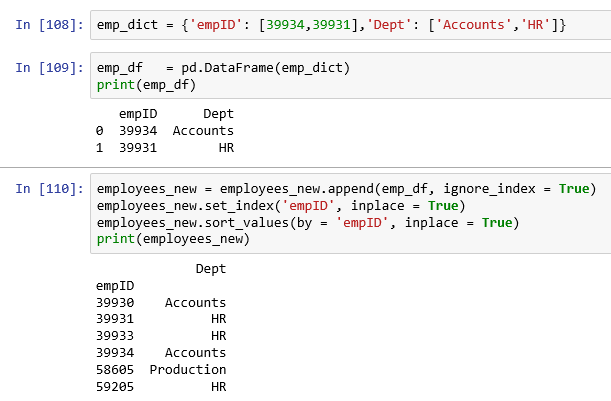 In [108]: emp_dict = {'empID': [39934,39931],'Dept': ['Accounts','HR']}
In [109]: emp_df   = pd.DataFrame(emp_dict)
print(emp_df)
empID      Dept
0  39934  Accounts
1  39931        HR
In [110]: employees_new = employees_new.append(emp_df, ignore_index = True)
employees_new.set_index('empID', inplace = True)
employees_new.sort_values(by = 'empID', inplace = True)
print(employees_new)
Dept
empID
39930    Accounts
39931          HR
39933          HR
39934    Accounts
58605  Production
59205          HR